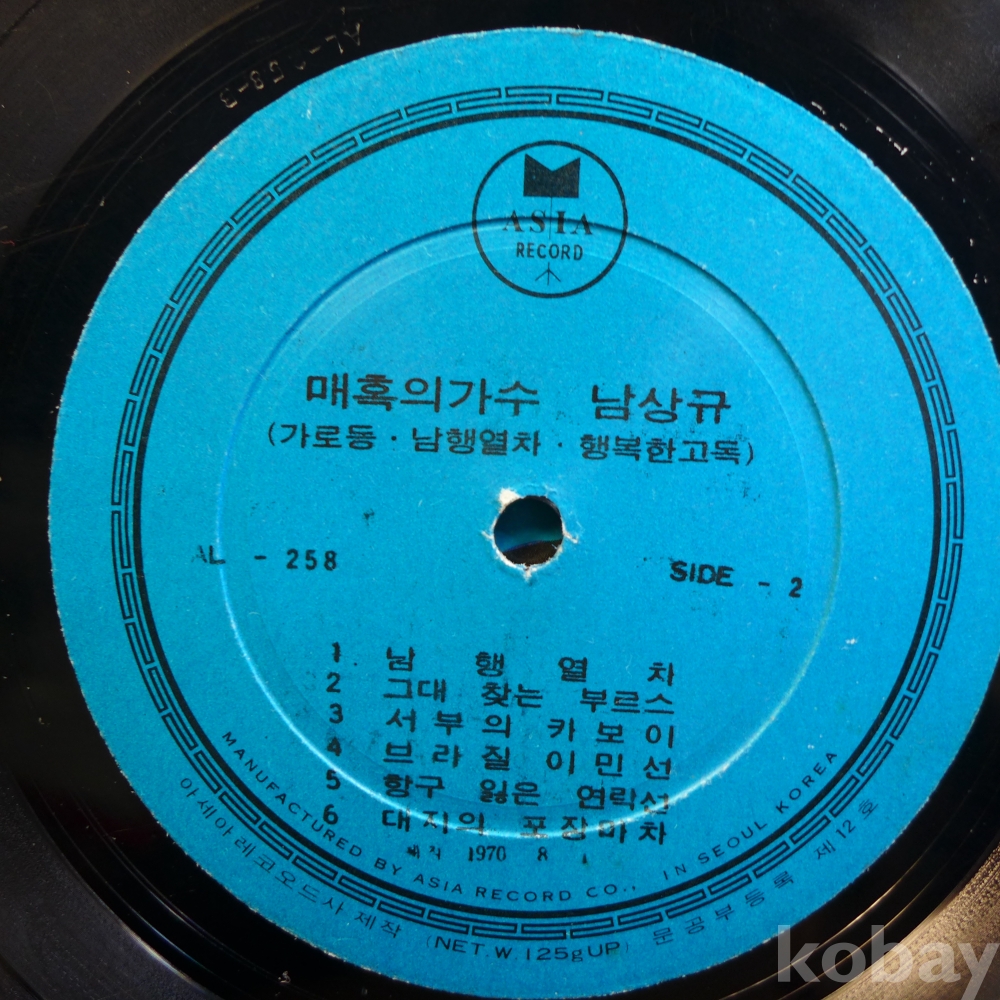 ASIA
RECORD
매혹의가수 남상규
(가로등 · 남행열차 · 행복한고독)
AL - 258
SIDE - 2
1 남행열차
2 그대 찾는 부르스
3 서부의 카보이
4 브라질 이민선
5 항구 잃은 연락선
6 대지의 포장마차
1970 8 1
MANUFACTURED BY ASIA RECORD CO., IN SEOUL KOREA
아세아레코오드사 제작 (NET.W.125gUP) 문공부등록 제12호
kobay